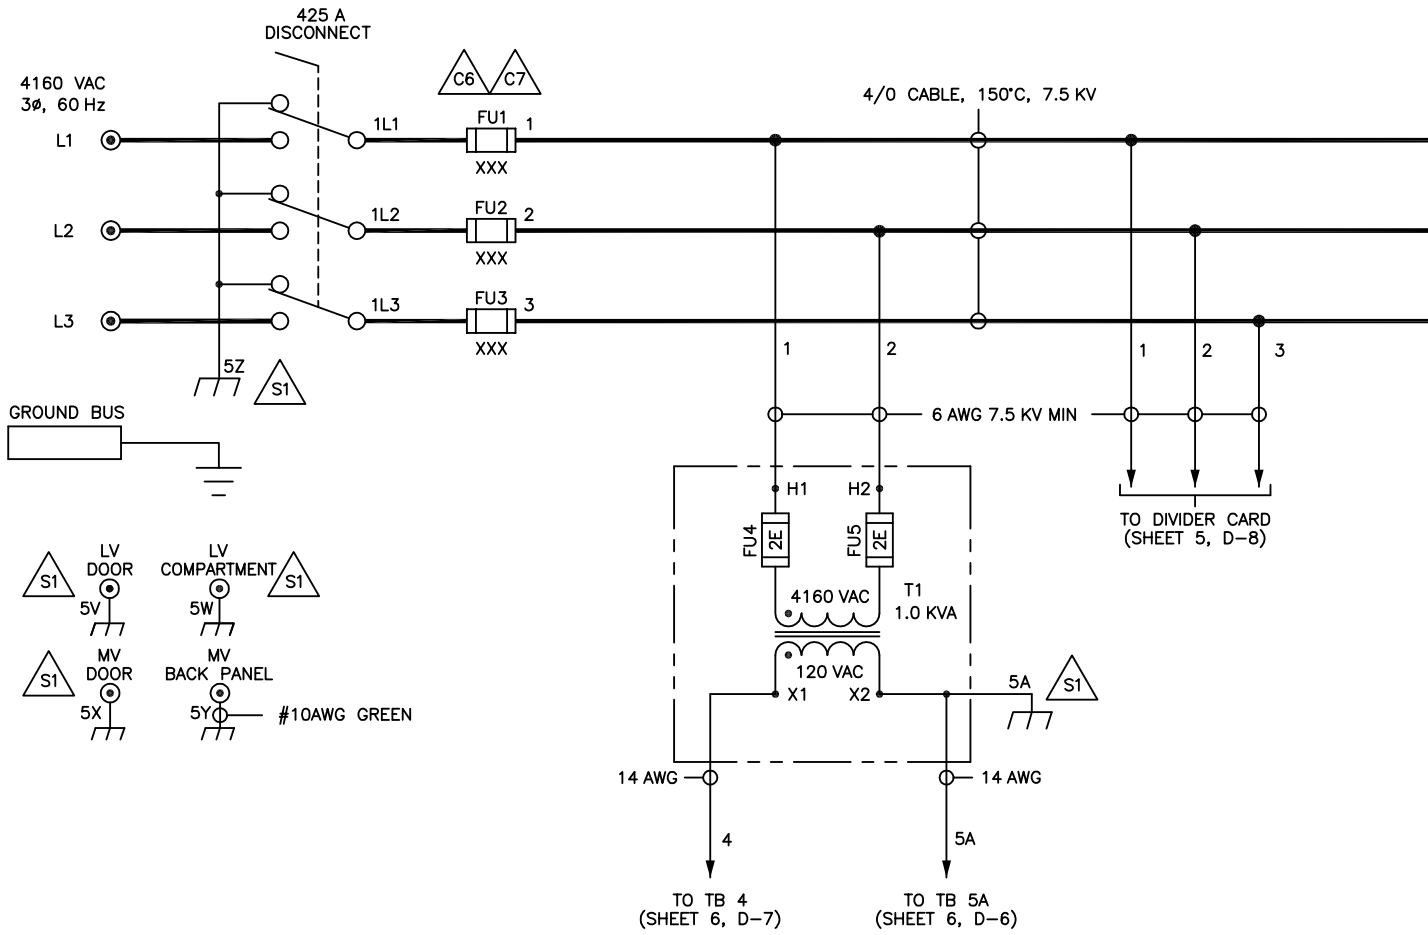 425 A
DISCONNECT
4160 VAC
3ø, 60 Hz
C6
C7
4/0 CABLE, 150°C, 7.5 KV
L1
1L1
FU1
1
XXX
L2
1L2
FU2
2
XXX
L3
1L3
FU3
3
XXX
5Z
S1
1
2
1
2
3
GROUND BUS
6 AWG 7.5 KV MIN
H1
H2
FU4
2E
FU5
2E
TO DIVIDER CARD
(SHEET 5, D-8)
S1
LV
DOOR
LV
COMPARTMENT
S1
5V
5W
4160 VAC
T1
1.0 KVA
S1
MV
DOOR
MV
BACK PANEL
120 VAC
X1
X2
5A
S1
5X
5Y
#10AWG GREEN
14 AWG
14 AWG
4
5A
TO TB 4
(SHEET 6, D-7)
TO TB 5A
(SHEET 6, D-6)